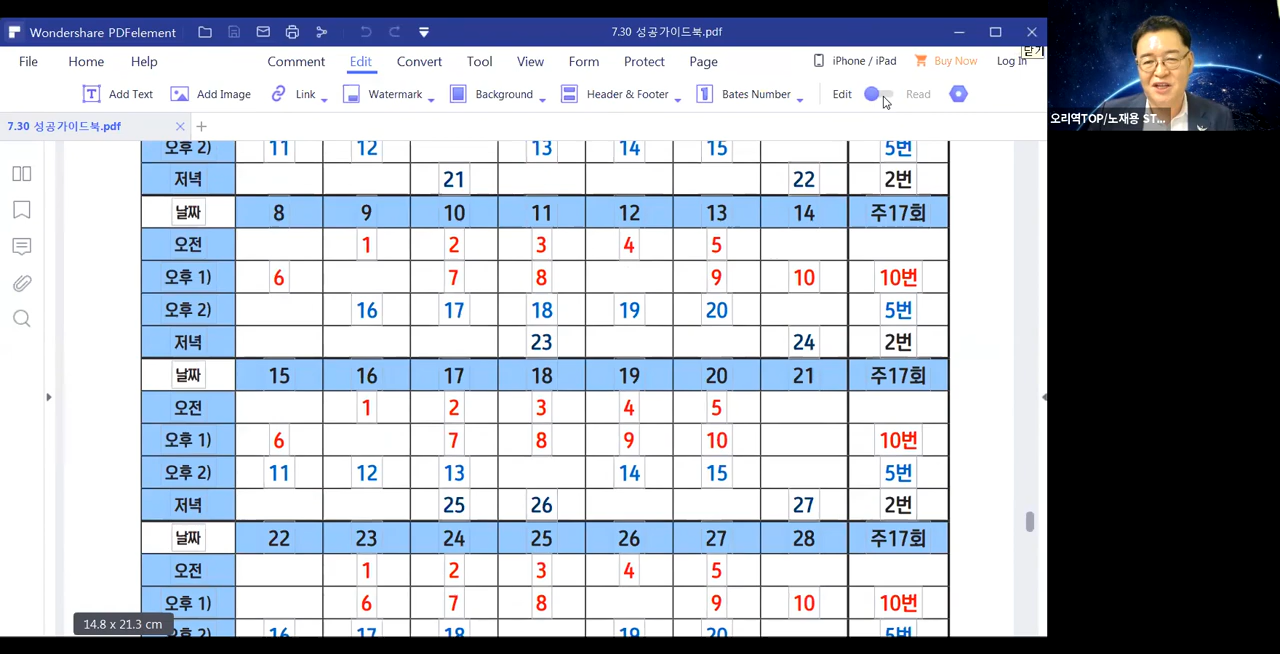 Wondershare PDFelement
7.30 성공가이드북.pdf
File Home Help Comment Edit Convert Tool View Form Protect Page iPhone / iPad Buy Now Log In
닫기
Add Text Add Image Link Watermark Background Header & Footer Bates Number Edit Read
7.30 성공가이드북.pdf
오리역TOP/노재용 ST...
오후 2) 11 12 13 14 15 5번
저녁 21 22 2번
날짜 8 9 10 11 12 13 14 주17회
오전 1 2 3 4 5
오후 1) 6 7 8 9 10 10번
오후 2) 16 17 18 19 20 5번
저녁 23 24 2번
날짜 15 16 17 18 19 20 21 주17회
오전 1 2 3 4 5
오후 1) 6 7 8 9 10 10번
오후 2) 11 12 13 14 15 5번
저녁 25 26 27 2번
날짜 22 23 24 25 26 27 28 주17회
오전 1 2 3 4 5
오후 1) 6 7 8 9 10 10번
오후 2) 16 17 18 19 20 5번
14.8 x 21.3 cm